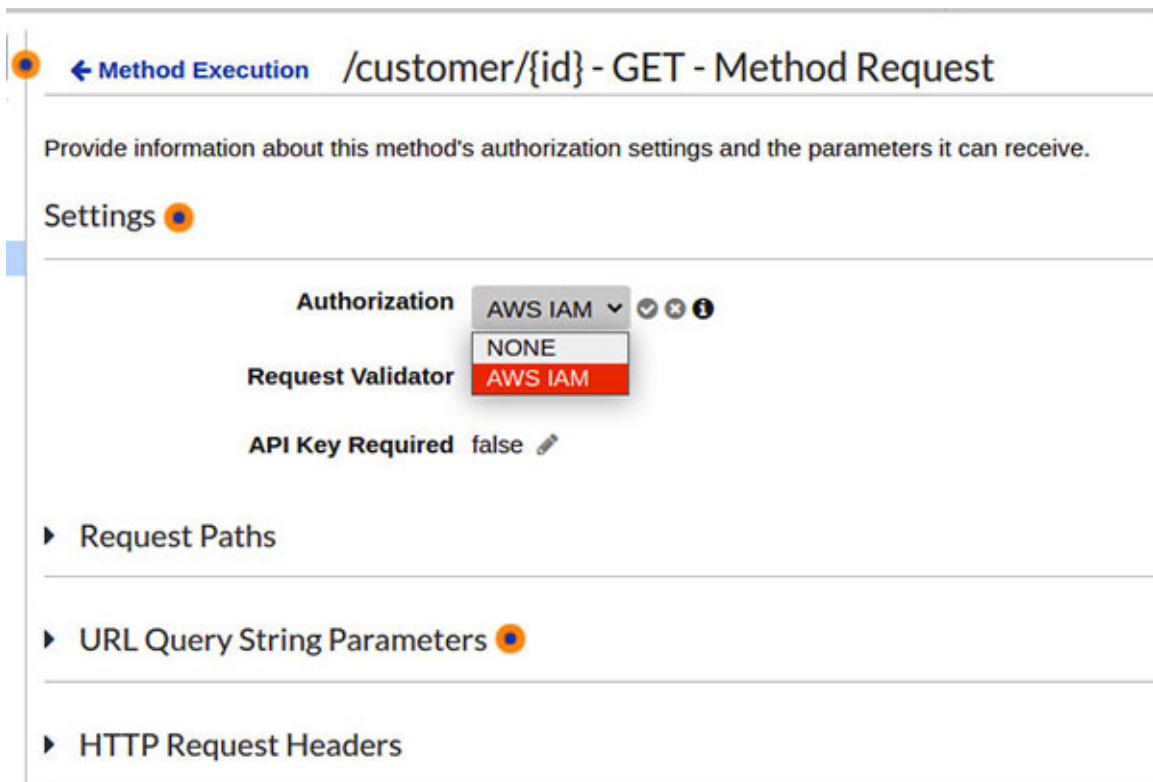 Method Execution /customer/{id} - GET - Method Request
Provide information about this method's authorization settings and the parameters it can receive.
Settings
Authorization AWS IAM
NONE
Request Validator AWS IAM
API Key Required false
Request Paths
URL Query String Parameters
HTTP Request Headers